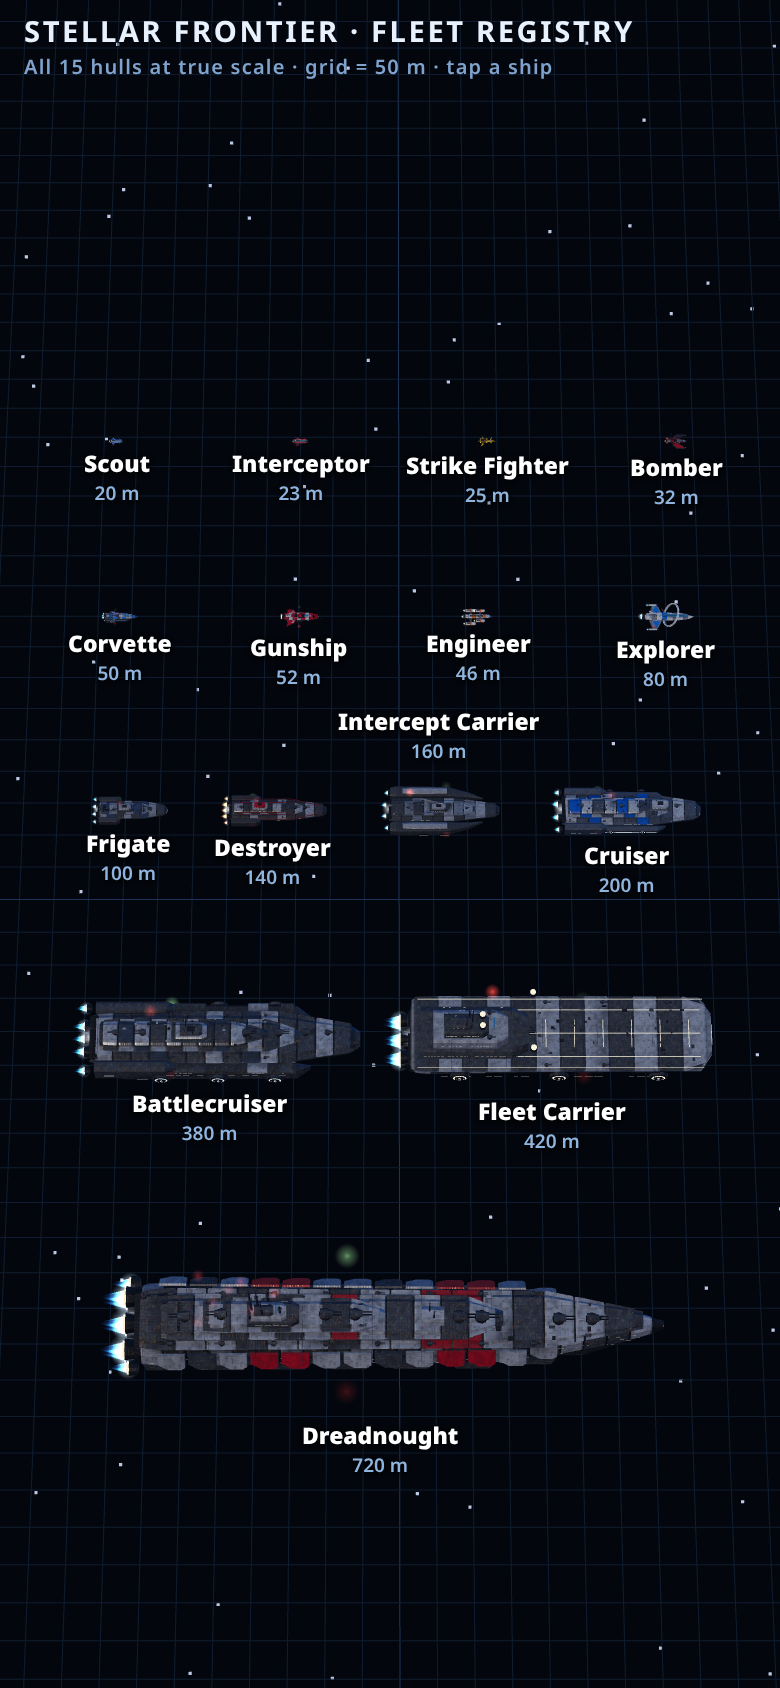 STELLAR FRONTIER · FLEET REGISTRY
All 15 hulls at true scale · grid = 50 m · tap a ship
Scout
20 m
Interceptor
23 m
Strike Fighter
25 m
Bomber
32 m
Corvette
50 m
Gunship
52 m
Engineer
46 m
Explorer
80 m
Frigate
100 m
Destroyer
140 m
Intercept Carrier
160 m
Cruiser
200 m
Battlecruiser
380 m
Fleet Carrier
420 m
Dreadnought
720 m